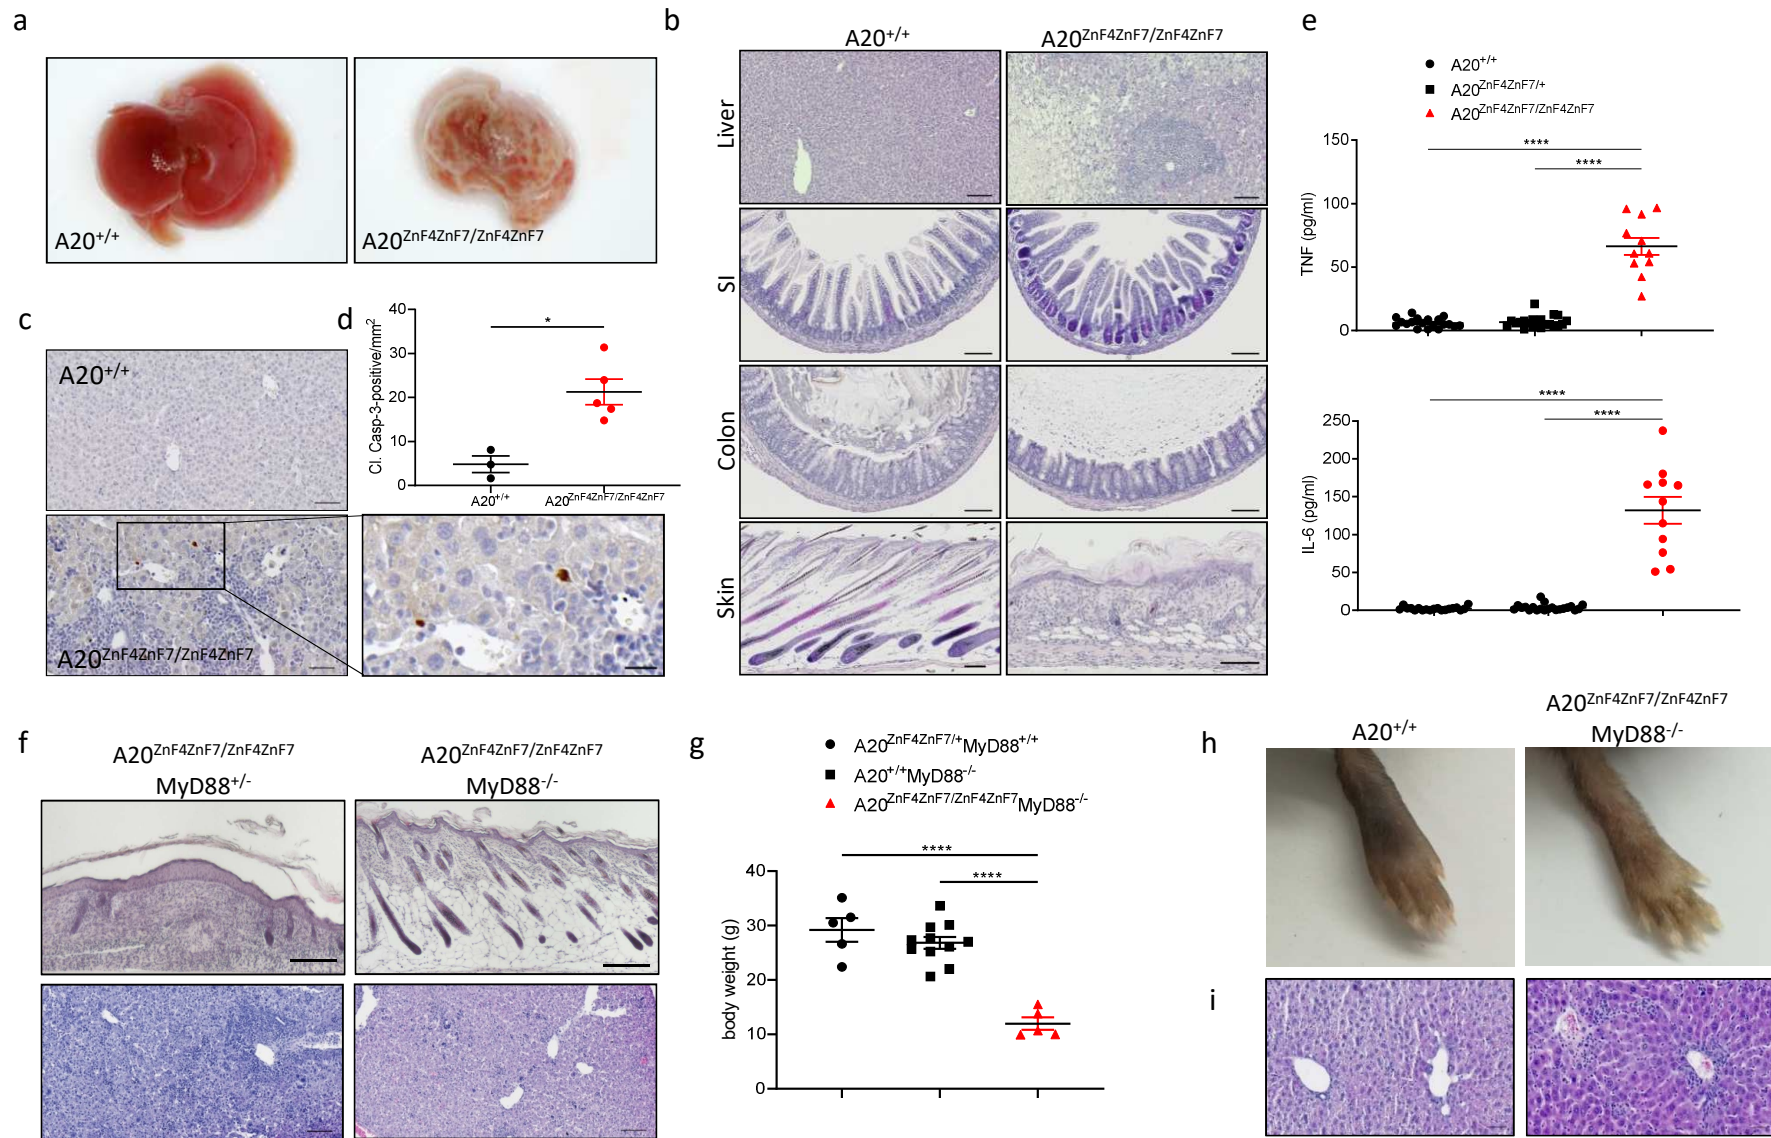 a
A20+/+
A20ZnF4ZnF7/ZnF4ZnF7
b
A20+/+
A20ZnF4ZnF7/ZnF4ZnF7
Liver
SI
Colon
Skin
c
A20+/+
A20ZnF4ZnF7/ZnF4ZnF7
d
Cl. Casp-3-positive/mm2
40
30
20
10
0
*
A20+/+
A20ZnF4ZnF7/ZnF4ZnF7
e
A20+/+
A20ZnF4ZnF7/+
A20ZnF4ZnF7/ZnF4ZnF7
TNF (pg/ml)
150
100
50
0
****
****
IL-6 (pg/ml)
250
200
150
100
50
0
****
****
f
A20ZnF4ZnF7/ZnF4ZnF7
MyD88+/-
A20ZnF4ZnF7/ZnF4ZnF7
MyD88-/-
g
A20ZnF4ZnF7/+MyD88+/+
A20+/+MyD88-/-
A20ZnF4ZnF7/ZnF4ZnF7MyD88-/-
body weight (g)
40
30
20
10
0
****
****
h
A20+/+
A20ZnF4ZnF7/ZnF4ZnF7
MyD88-/-
i